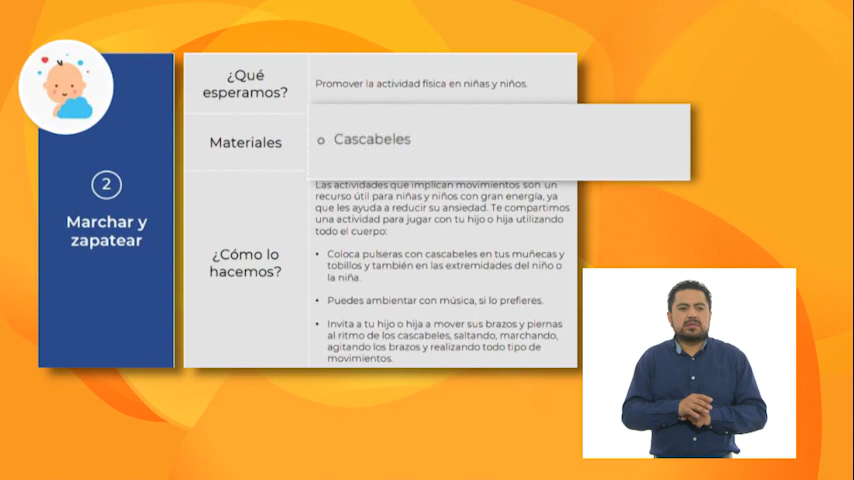 2
Marchar y
zapatear
¿Qué
esperamos?
Promover la actividad física en niñas y niños.
Materiales
Cascabeles
¿Cómo lo
hacemos?
Las actividades que implican movimientos son un
recurso útil para niñas y niños con gran energía, ya
que les ayuda a reducir su ansiedad. Te compartimos
una actividad para jugar con tu hijo o hija utilizando
todo el cuerpo:
• Coloca pulseras con cascabeles en tus muñecas y
tobillos y también en las extremidades del niño o
la niña.
• Puedes ambientar con música, si lo prefieres.
• Invita a tu hijo o hija a mover sus brazos y piernas
al ritmo de los cascabeles, saltando, marchando,
agitando los brazos y realizando todo tipo de
movimientos.